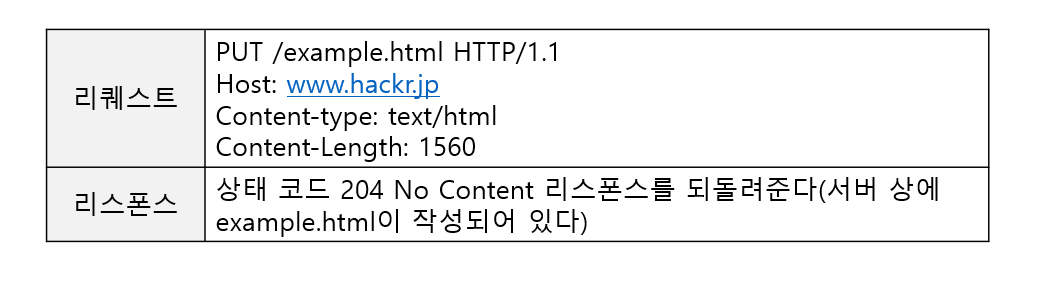 리퀘스트
PUT /example.html HTTP/1.1
Host: www.hackr.jp
Content-type: text/html
Content-Length: 1560
리스폰스
상태 코드 204 No Content 리스폰스를 되돌려준다(서버 상에
example.html이 작성되어 있다)